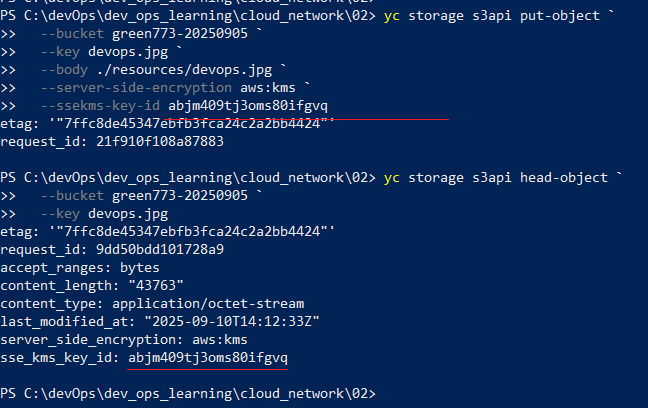 PS C:\devOps\dev_ops_learning\cloud_network\02> yc storage s3api put-object `
>>   --bucket green773-20250905 `
>>   --key devops.jpg `
>>   --body ./resources/devops.jpg `
>>   --server-side-encryption aws:kms `
>>   --ssekms-key-id abjm409tj3oms80ifgvq
etag: '"7ffc8de45347ebfb3fca24c2a2bb4424"'
request_id: 21f910f108a87883
PS C:\devOps\dev_ops_learning\cloud_network\02> yc storage s3api head-object `
>>   --bucket green773-20250905 `
>>   --key devops.jpg
etag: '"7ffc8de45347ebfb3fca24c2a2bb4424"'
request_id: 9dd50bdd101728a9
accept_ranges: bytes
content_length: "43763"
content_type: application/octet-stream
last_modified_at: "2025-09-10T14:12:33Z"
server_side_encryption: aws:kms
sse_kms_key_id: abjm409tj3oms80ifgvq
PS C:\devOps\dev_ops_learning\cloud_network\02>